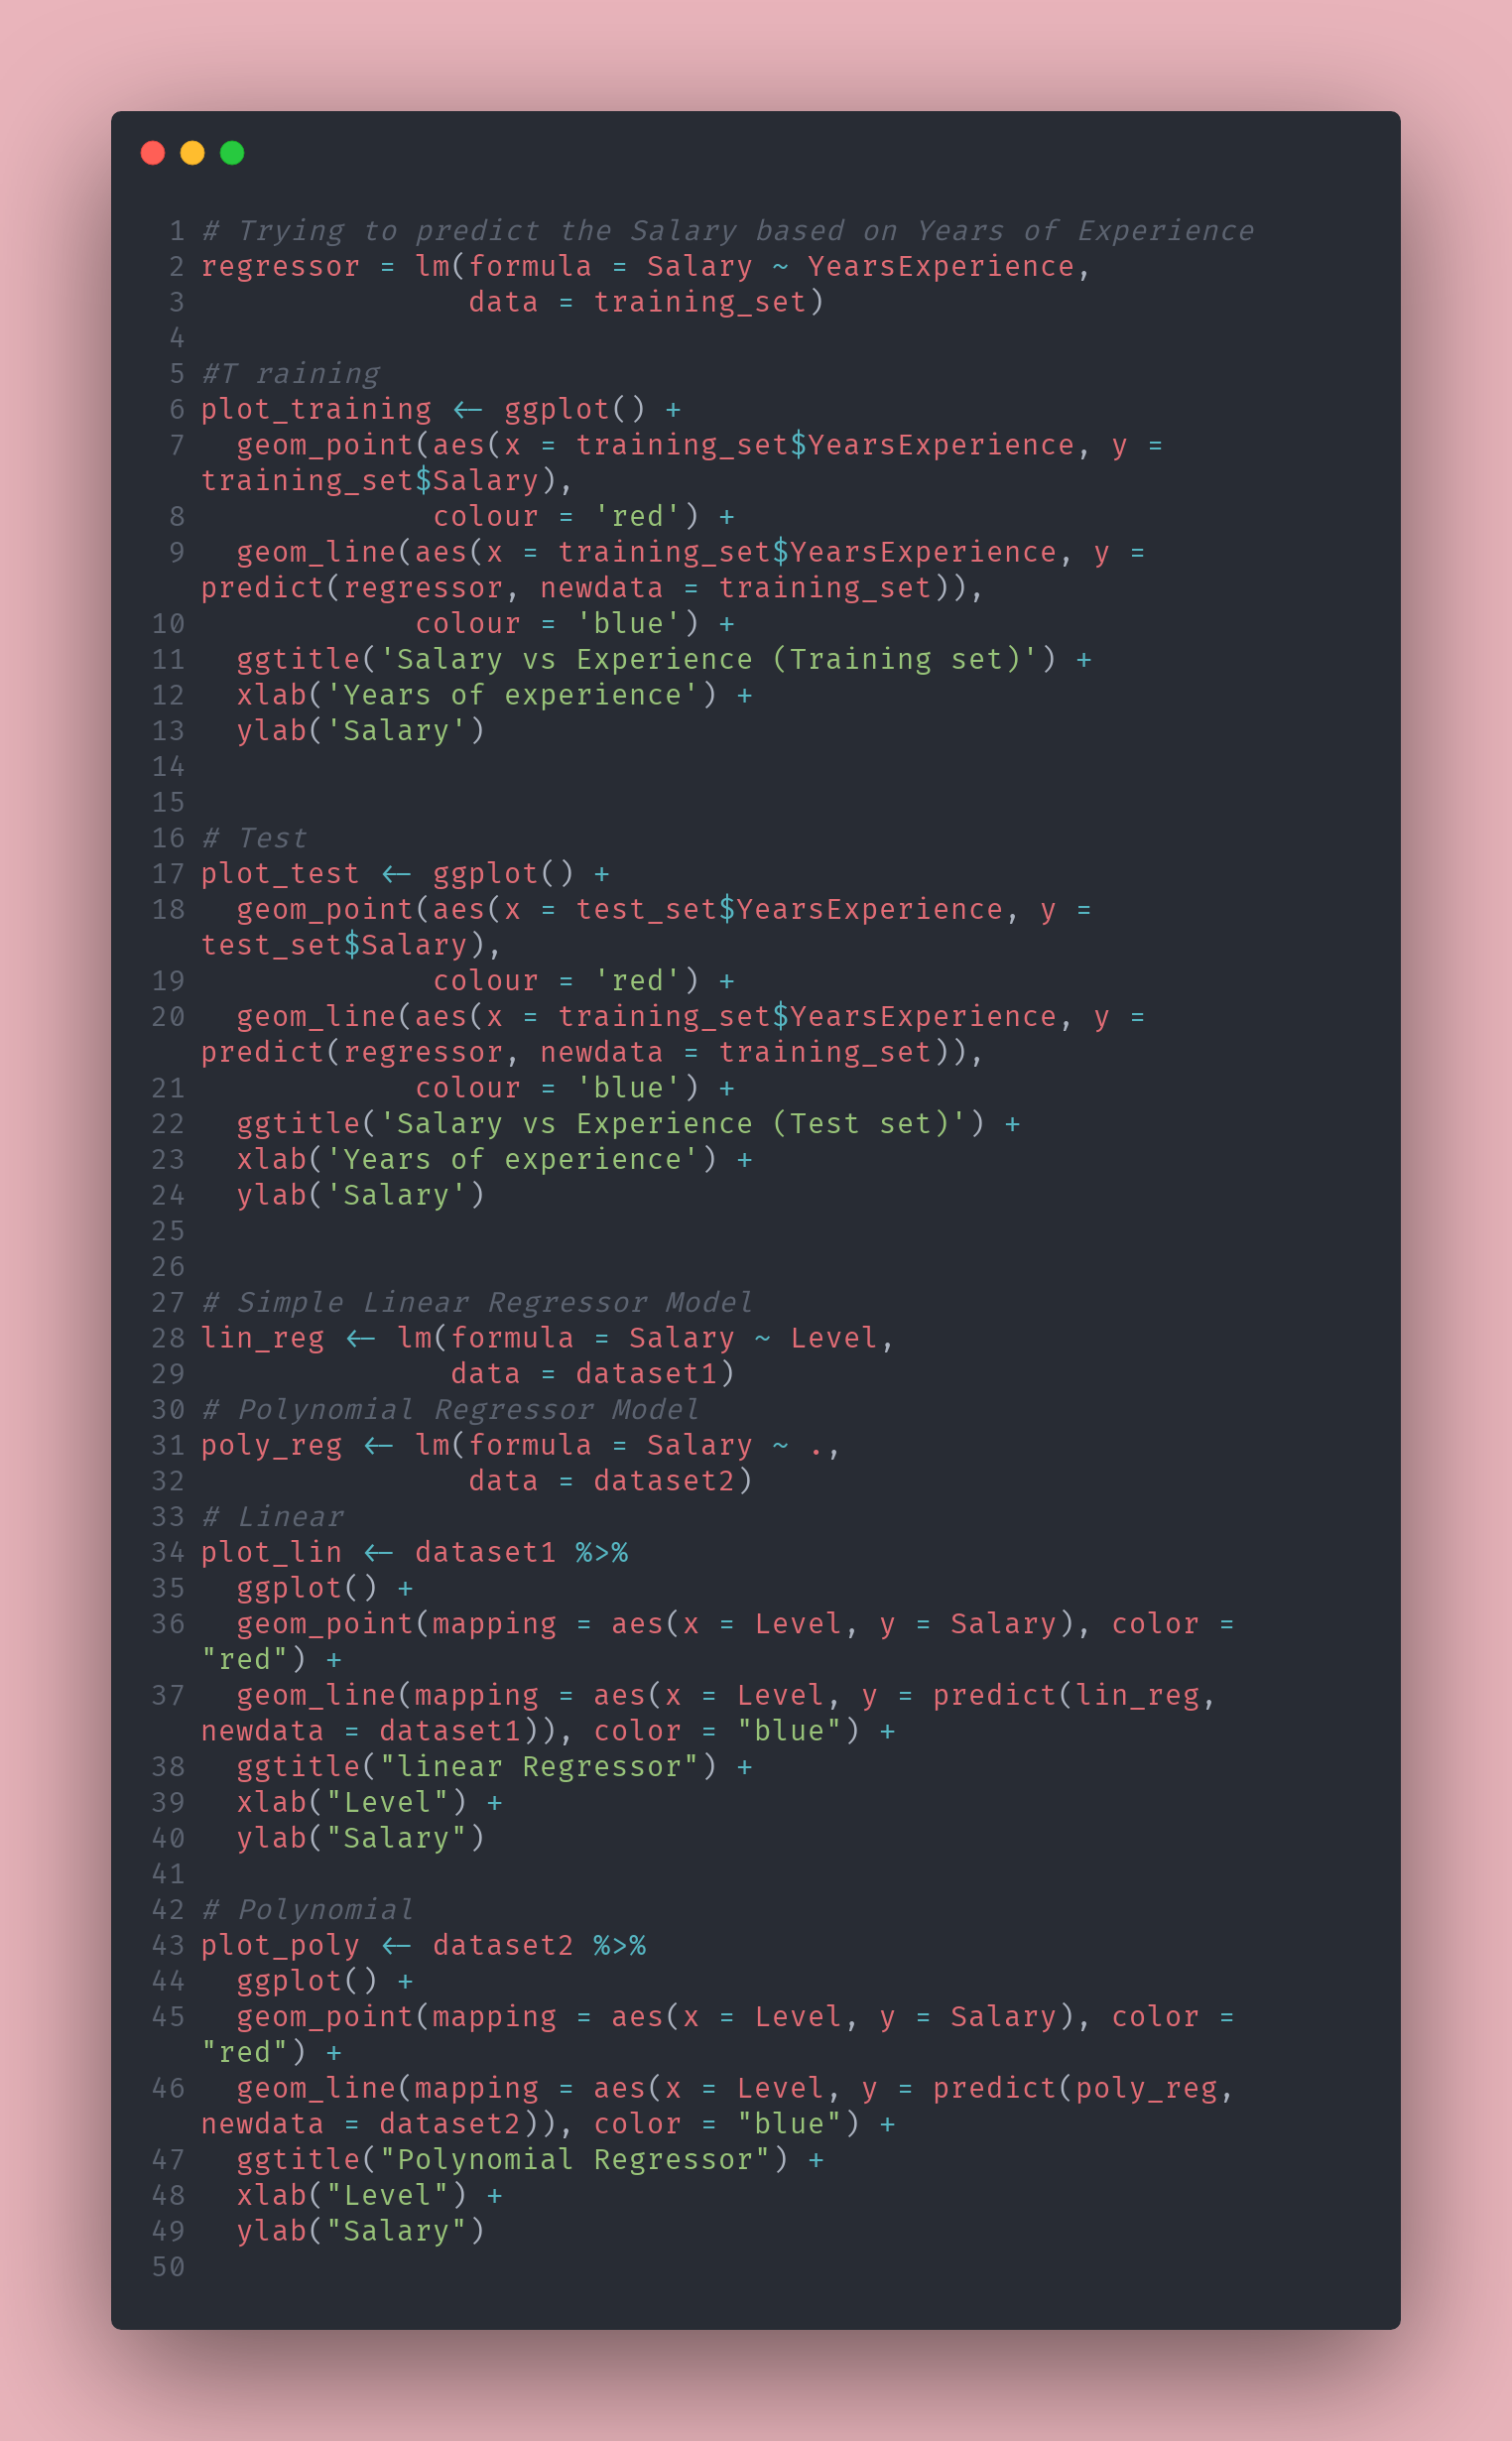 1 # Trying to predict the Salary based on Years of Experience
2 regressor = lm(formula = Salary ~ YearsExperience,
3                data = training_set)
4
5 #T raining
6 plot_training <- ggplot() +
7   geom_point(aes(x = training_set$YearsExperience, y =
training_set$Salary),
8              colour = 'red') +
9   geom_line(aes(x = training_set$YearsExperience, y =
predict(regressor, newdata = training_set)),
10             colour = 'blue') +
11   ggtitle('Salary vs Experience (Training set)') +
12   xlab('Years of experience') +
13   ylab('Salary')
14
15
16 # Test
17 plot_test <- ggplot() +
18   geom_point(aes(x = test_set$YearsExperience, y =
test_set$Salary),
19              colour = 'red') +
20   geom_line(aes(x = training_set$YearsExperience, y =
predict(regressor, newdata = training_set)),
21             colour = 'blue') +
22   ggtitle('Salary vs Experience (Test set)') +
23   xlab('Years of experience') +
24   ylab('Salary')
25
26
27 # Simple Linear Regressor Model
28 lin_reg <- lm(formula = Salary ~ Level,
29               data = dataset1)
30 # Polynomial Regressor Model
31 poly_reg <- lm(formula = Salary ~ .,
32                data = dataset2)
33 # Linear
34 plot_lin <- dataset1 %>%
35   ggplot() +
36   geom_point(mapping = aes(x = Level, y = Salary), color =
"red") +
37   geom_line(mapping = aes(x = Level, y = predict(lin_reg,
newdata = dataset1)), color = "blue") +
38   ggtitle("linear Regressor") +
39   xlab("Level") +
40   ylab("Salary")
41
42 # Polynomial
43 plot_poly <- dataset2 %>%
44   ggplot() +
45   geom_point(mapping = aes(x = Level, y = Salary), color =
"red") +
46   geom_line(mapping = aes(x = Level, y = predict(poly_reg,
newdata = dataset2)), color = "blue") +
47   ggtitle("Polynomial Regressor") +
48   xlab("Level") +
49   ylab("Salary")
50